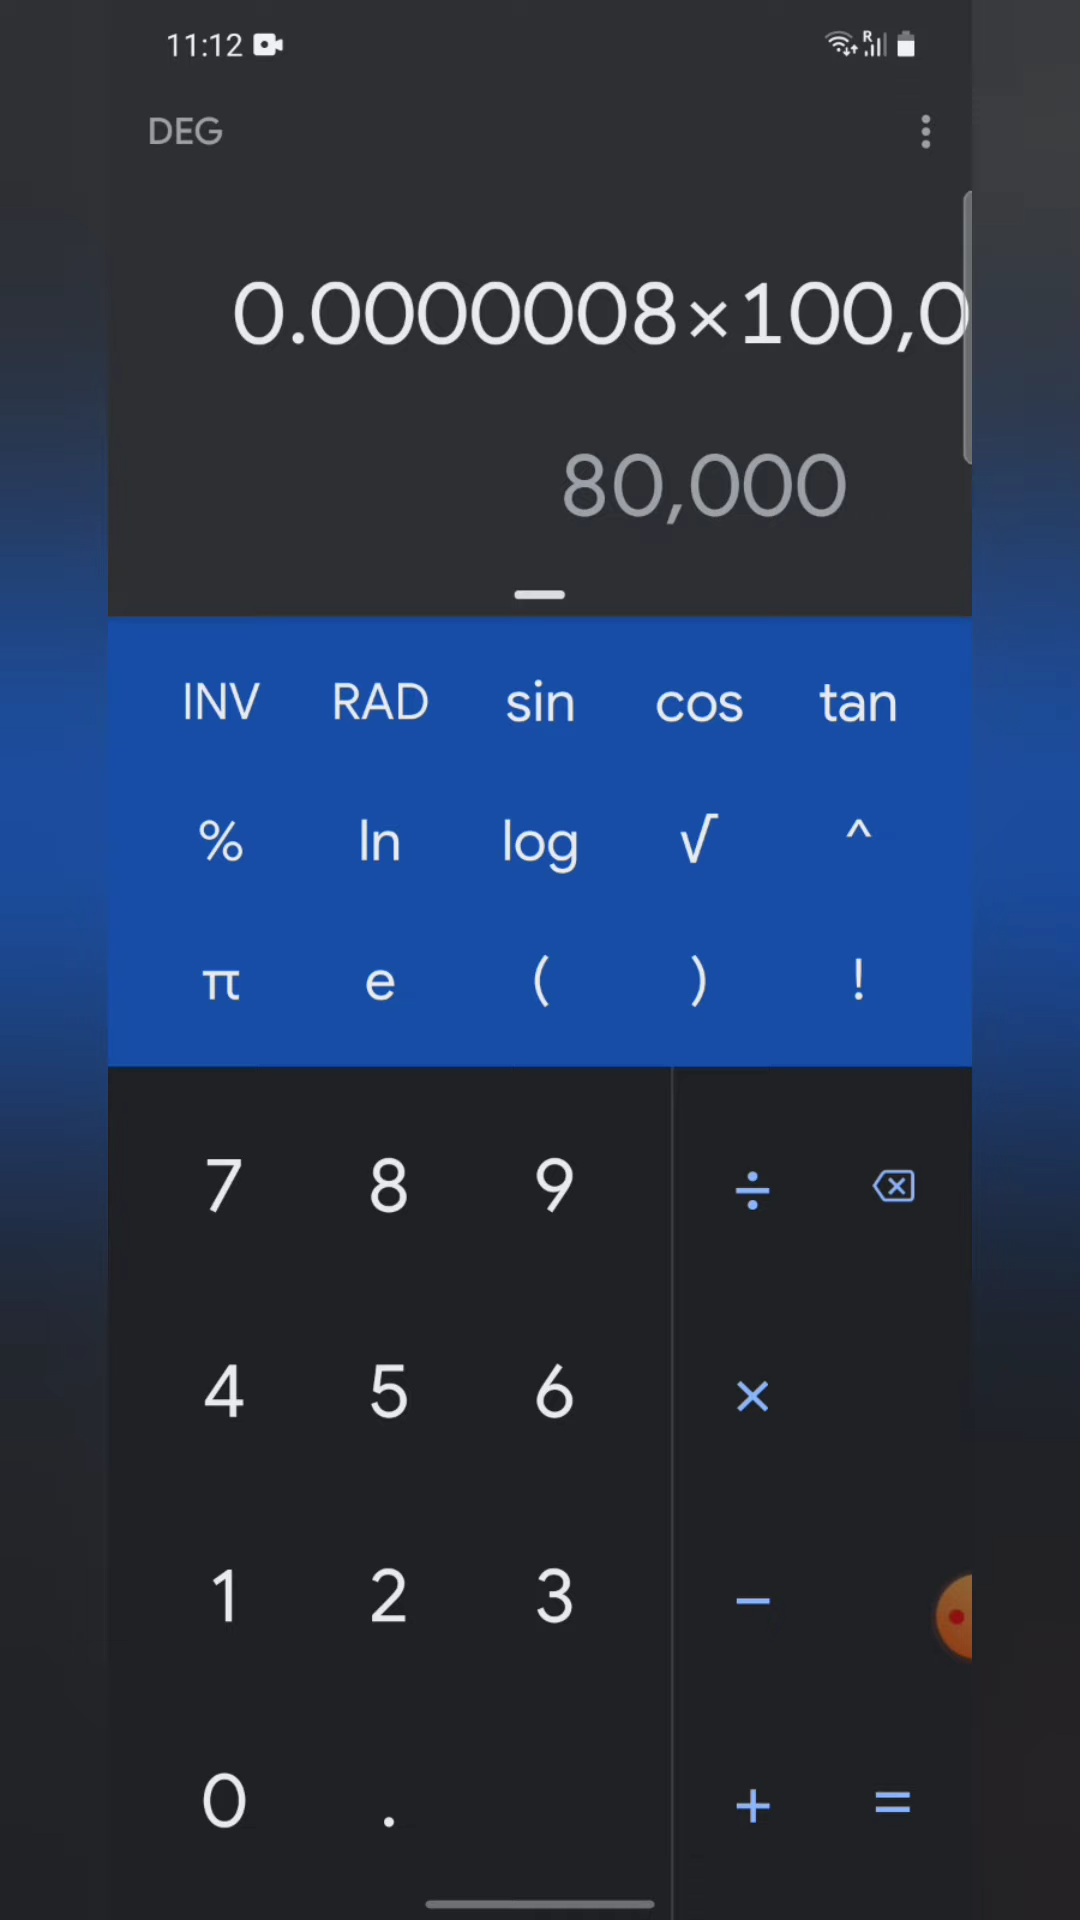 11:12 R
DEG
0.0000008×100,0
80,000
INV RAD sin cos tan
% ln log √ ^
π e ( ) !
7 8 9 ÷
4 5 6 ×
1 2 3 −
0 . + =